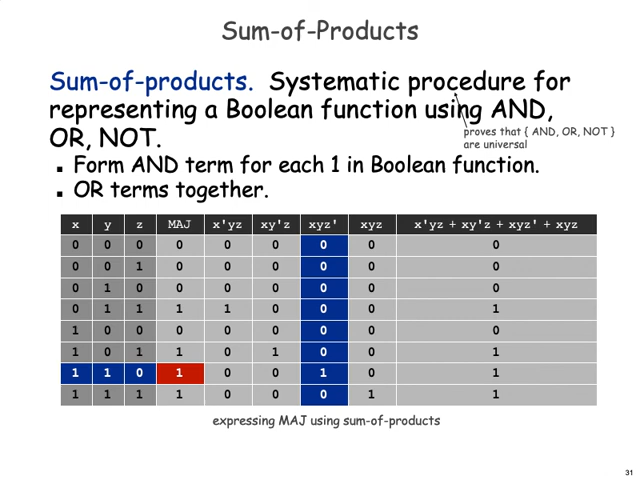 Sum-of-Products
Sum-of-products. Systematic procedure for
representing a Boolean function using AND,
OR, NOT.
proves that { AND, OR, NOT }
are universal
▪ Form AND term for each 1 in Boolean function.
▪ OR terms together.
x y z MAJ x'yz xy'z xyz' xyz x'yz + xy'z + xyz' + xyz
0 0 0 0 0 0 0 0 0
0 0 1 0 0 0 0 0 0
0 1 0 0 0 0 0 0 0
0 1 1 1 1 0 0 0 1
1 0 0 0 0 0 0 0 0
1 0 1 1 0 1 0 0 1
1 1 0 1 0 0 1 0 1
1 1 1 1 0 0 0 1 1
expressing MAJ using sum-of-products
31